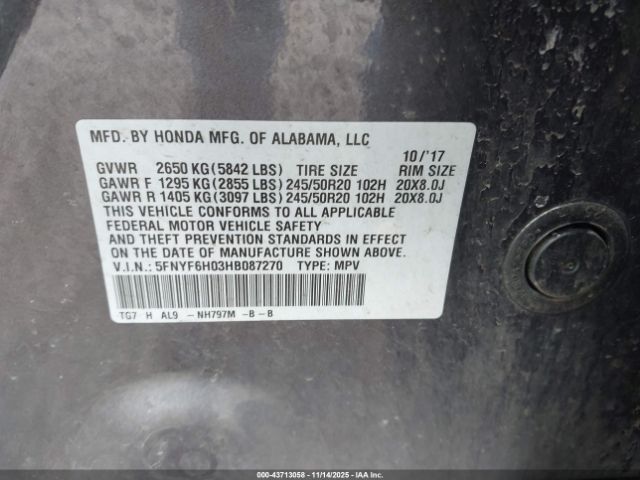 MFD. BY HONDA MFG. OF ALABAMA, LLC
10/'17
GVWR 2650 KG(5842 LBS) TIRE SIZE RIM SIZE
GAWR F 1295 KG(2855 LBS) 245/50R20 102H 20X8.0J
GAWR R 1405 KG(3097 LBS) 245/50R20 102H 20X8.0J
THIS VEHICLE CONFORMS TO ALL APPLICABLE
FEDERAL MOTOR VEHICLE SAFETY
AND THEFT PREVENTION STANDARDS IN EFFECT ON
THE DATE OF MANUFACTURE SHOWN ABOVE.
V.I.N.: 5FNYF6H03HB087270 TYPE: MPV
TG7 H AL9 -NH797M -B-B
000-43713058 - 11/14/2025 - IAAI.COM